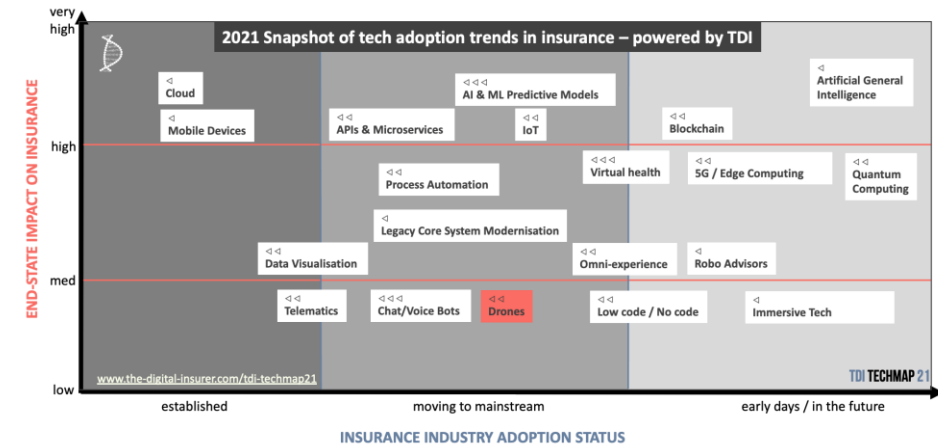 very
high
2021 Snapshot of tech adoption trends in insurance – powered by TDI
Cloud
Mobile Devices
AI & ML Predictive Models
APIs & Microservices
IoT
Artificial General
Intelligence
Blockchain
high
Process Automation
Virtual health
5G / Edge Computing
Quantum
Computing
Legacy Core System Modernisation
Data Visualisation
Omni-experience
Robo Advisors
med
Telematics
Chat/Voice Bots
Drones
Low code / No code
Immersive Tech
www.the-digital-insurer.com/tdi-techmap21
TDI TECHMAP 21
low
END-STATE IMPACT ON INSURANCE
established
moving to mainstream
early days / in the future
INSURANCE INDUSTRY ADOPTION STATUS